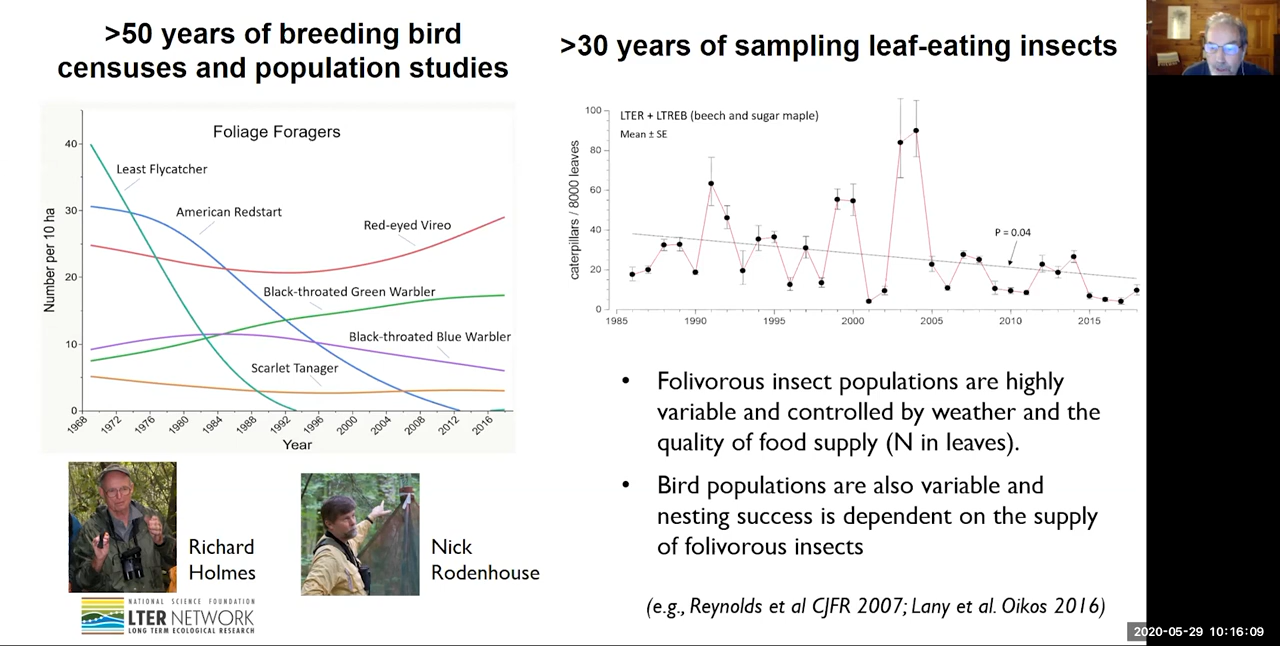 >50 years of breeding bird
censuses and population studies
Foliage Foragers
Number per 10 ha
40
30
20
10
0
Least Flycatcher
American Redstart
Red-eyed Vireo
Black-throated Green Warbler
Black-throated Blue Warbler
Scarlet Tanager
1968 1972 1976 1980 1984 1988 1992 1996 2000 2004 2008 2012 2016
Year
Richard
Holmes
Nick
Rodenhouse
NATIONAL SCIENCE FOUNDATION
LTER NETWORK
LONG TERM ECOLOGICAL RESEARCH
>30 years of sampling leaf-eating insects
LTER + LTREB (beech and sugar maple)
Mean ± SE
caterpillars / 8000 leaves
100
80
60
40
20
0
P = 0.04
1985 1990 1995 2000 2005 2010 2015
• Folivorous insect populations are highly
variable and controlled by weather and the
quality of food supply (N in leaves).
• Bird populations are also variable and
nesting success is dependent on the supply
of folivorous insects
(e.g., Reynolds et al CJFR 2007; Lany et al. Oikos 2016)
2020-05-29 10:16:09